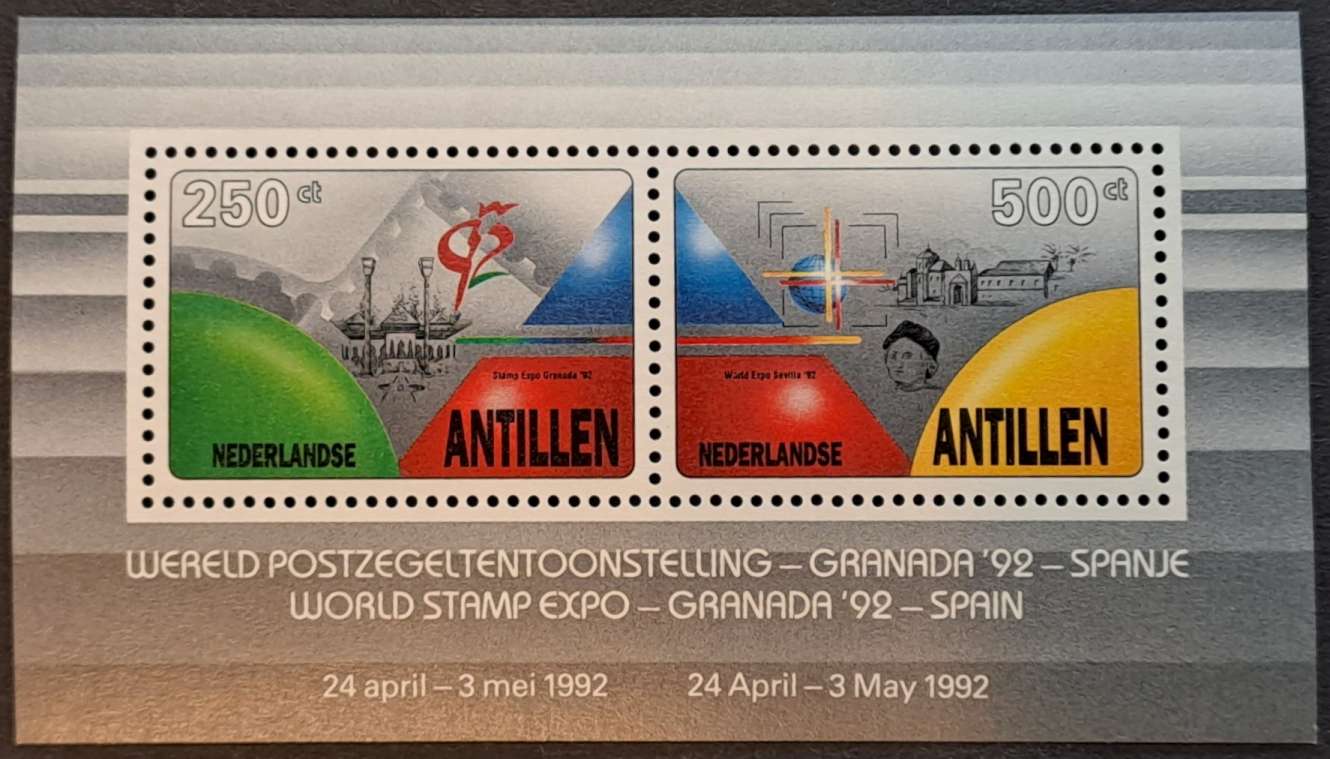 250 ct
500 ct
Stamp Expo Granada '92
World Expo Sevilla '92
NEDERLANDSE ANTILLEN
NEDERLANDSE ANTILLEN
WERELD POSTZEGELTENTOONSTELLING – GRANADA '92 – SPANJE
WORLD STAMP EXPO – GRANADA '92 – SPAIN
24 april – 3 mei 1992
24 April – 3 May 1992